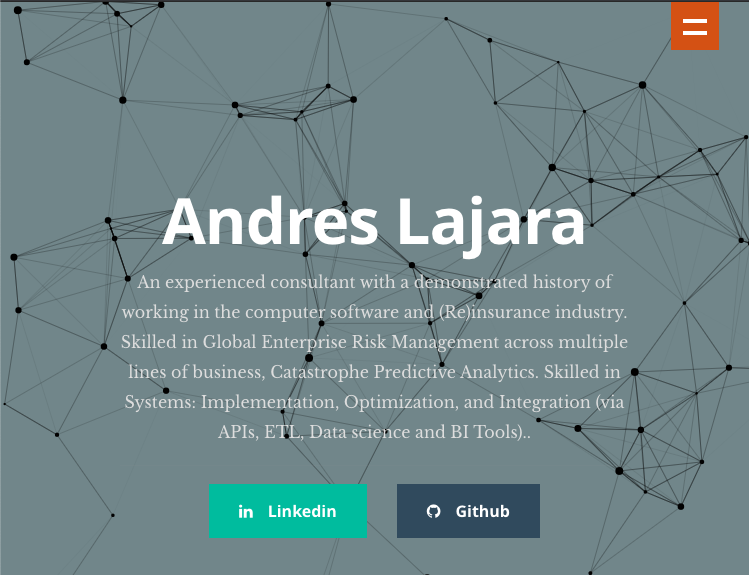 Andres Lajara
An experienced consultant with a demonstrated history of
working in the computer software and (Re)insurance industry.
Skilled in Global Enterprise Risk Management across multiple
lines of business, Catastrophe Predictive Analytics. Skilled in
Systems: Implementation, Optimization, and Integration (via
APIs, ETL, Data science and BI Tools)..
Linkedin
Github